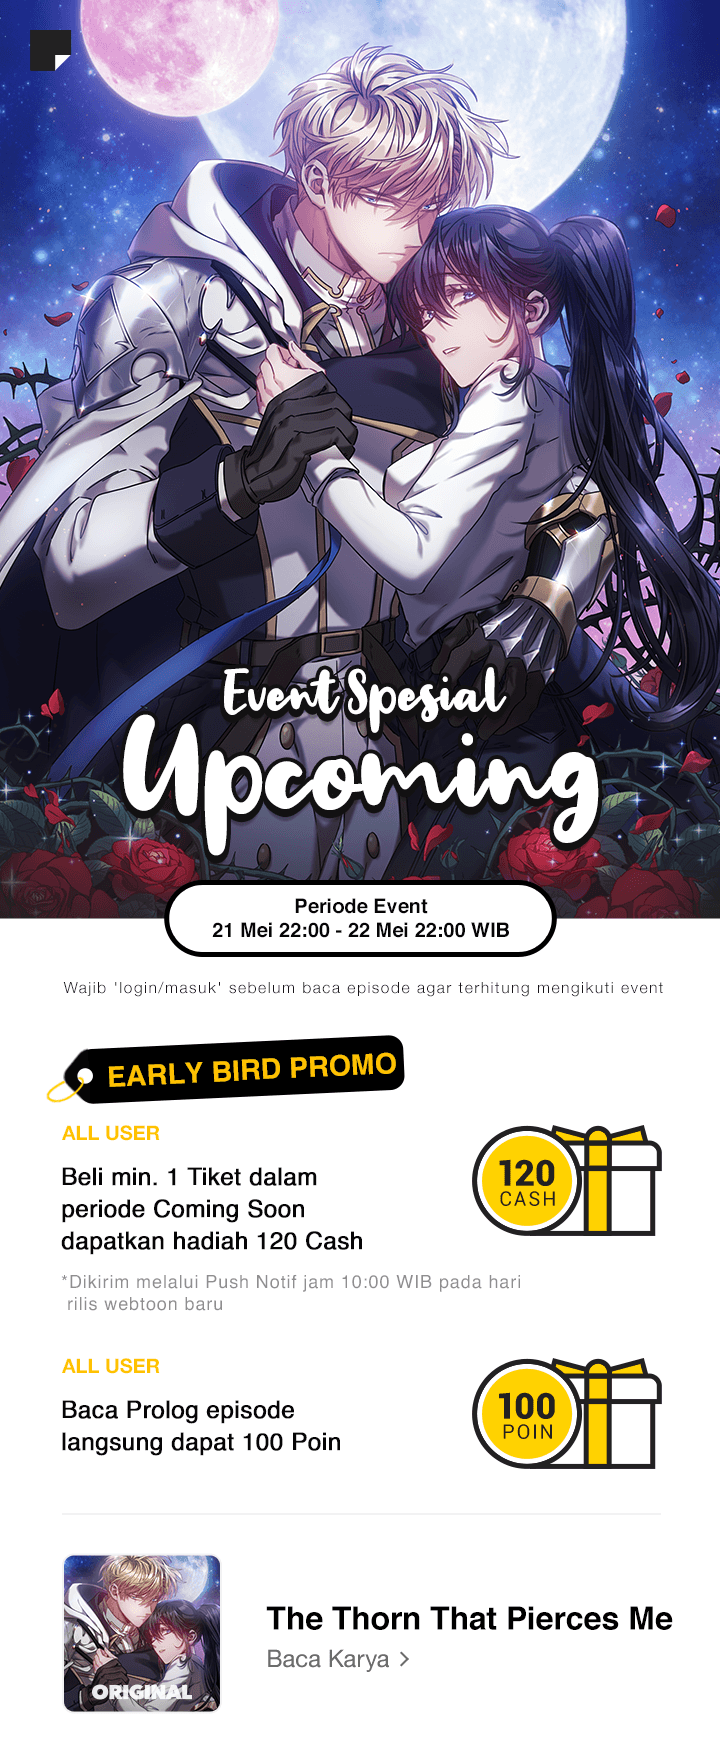 Event Spesial
Upcoming
Periode Event
21 Mei 22:00 - 22 Mei 22:00 WIB
Wajib 'login/masuk' sebelum baca episode agar terhitung mengikuti event
EARLY BIRD PROMO
ALL USER
Beli min. 1 Tiket dalam
periode Coming Soon
dapatkan hadiah 120 Cash
*Dikirim melalui Push Notif jam 10:00 WIB pada hari
rilis webtoon baru
120
CASH
ALL USER
Baca Prolog episode
langsung dapat 100 Poin
100
POIN
ORIGINAL
The Thorn That Pierces Me
Baca Karya >